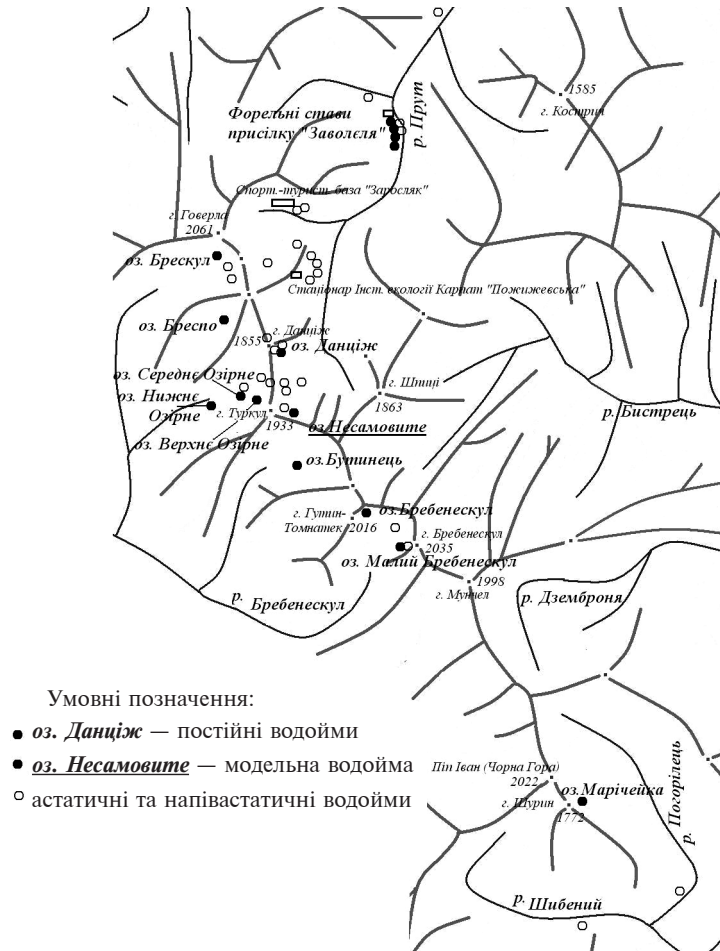 1585
г. Кострич
р. Прут
Форельні стави
присілку "Заволєля"
Спорт.-турист. база "Заросляк"
г. Говерла
2061
оз. Брескул
Стаціонар Інст. екології Карпат "Пожижевська"
оз. Бреспо
г. Данціж
1855
оз. Данціж
оз. Середнє Озірне
г. Шпиці
1863
оз. Нижнє
Озірне
г. Туркул
1933
р. Бистрець
оз. Несамовите
оз. Верхнє Озірне
оз. Бутинець
оз. Бребенескул
г. Гутин-
Томнатек 2016
г. Бребенескул
2035
оз. Малий Бребенескул
1998
г. Мунчел
р. Дземброня
р. Бребенескул
Умовні позначення:
оз. Данціж — постійні водойми
оз. Несамовите — модельна водойма
астатичні та напівастатичні водойми
Піп Іван (Чорна Гора)
2022
оз. Марічейка
г. Шурин
1772
р. Погорілець
р. Шибений